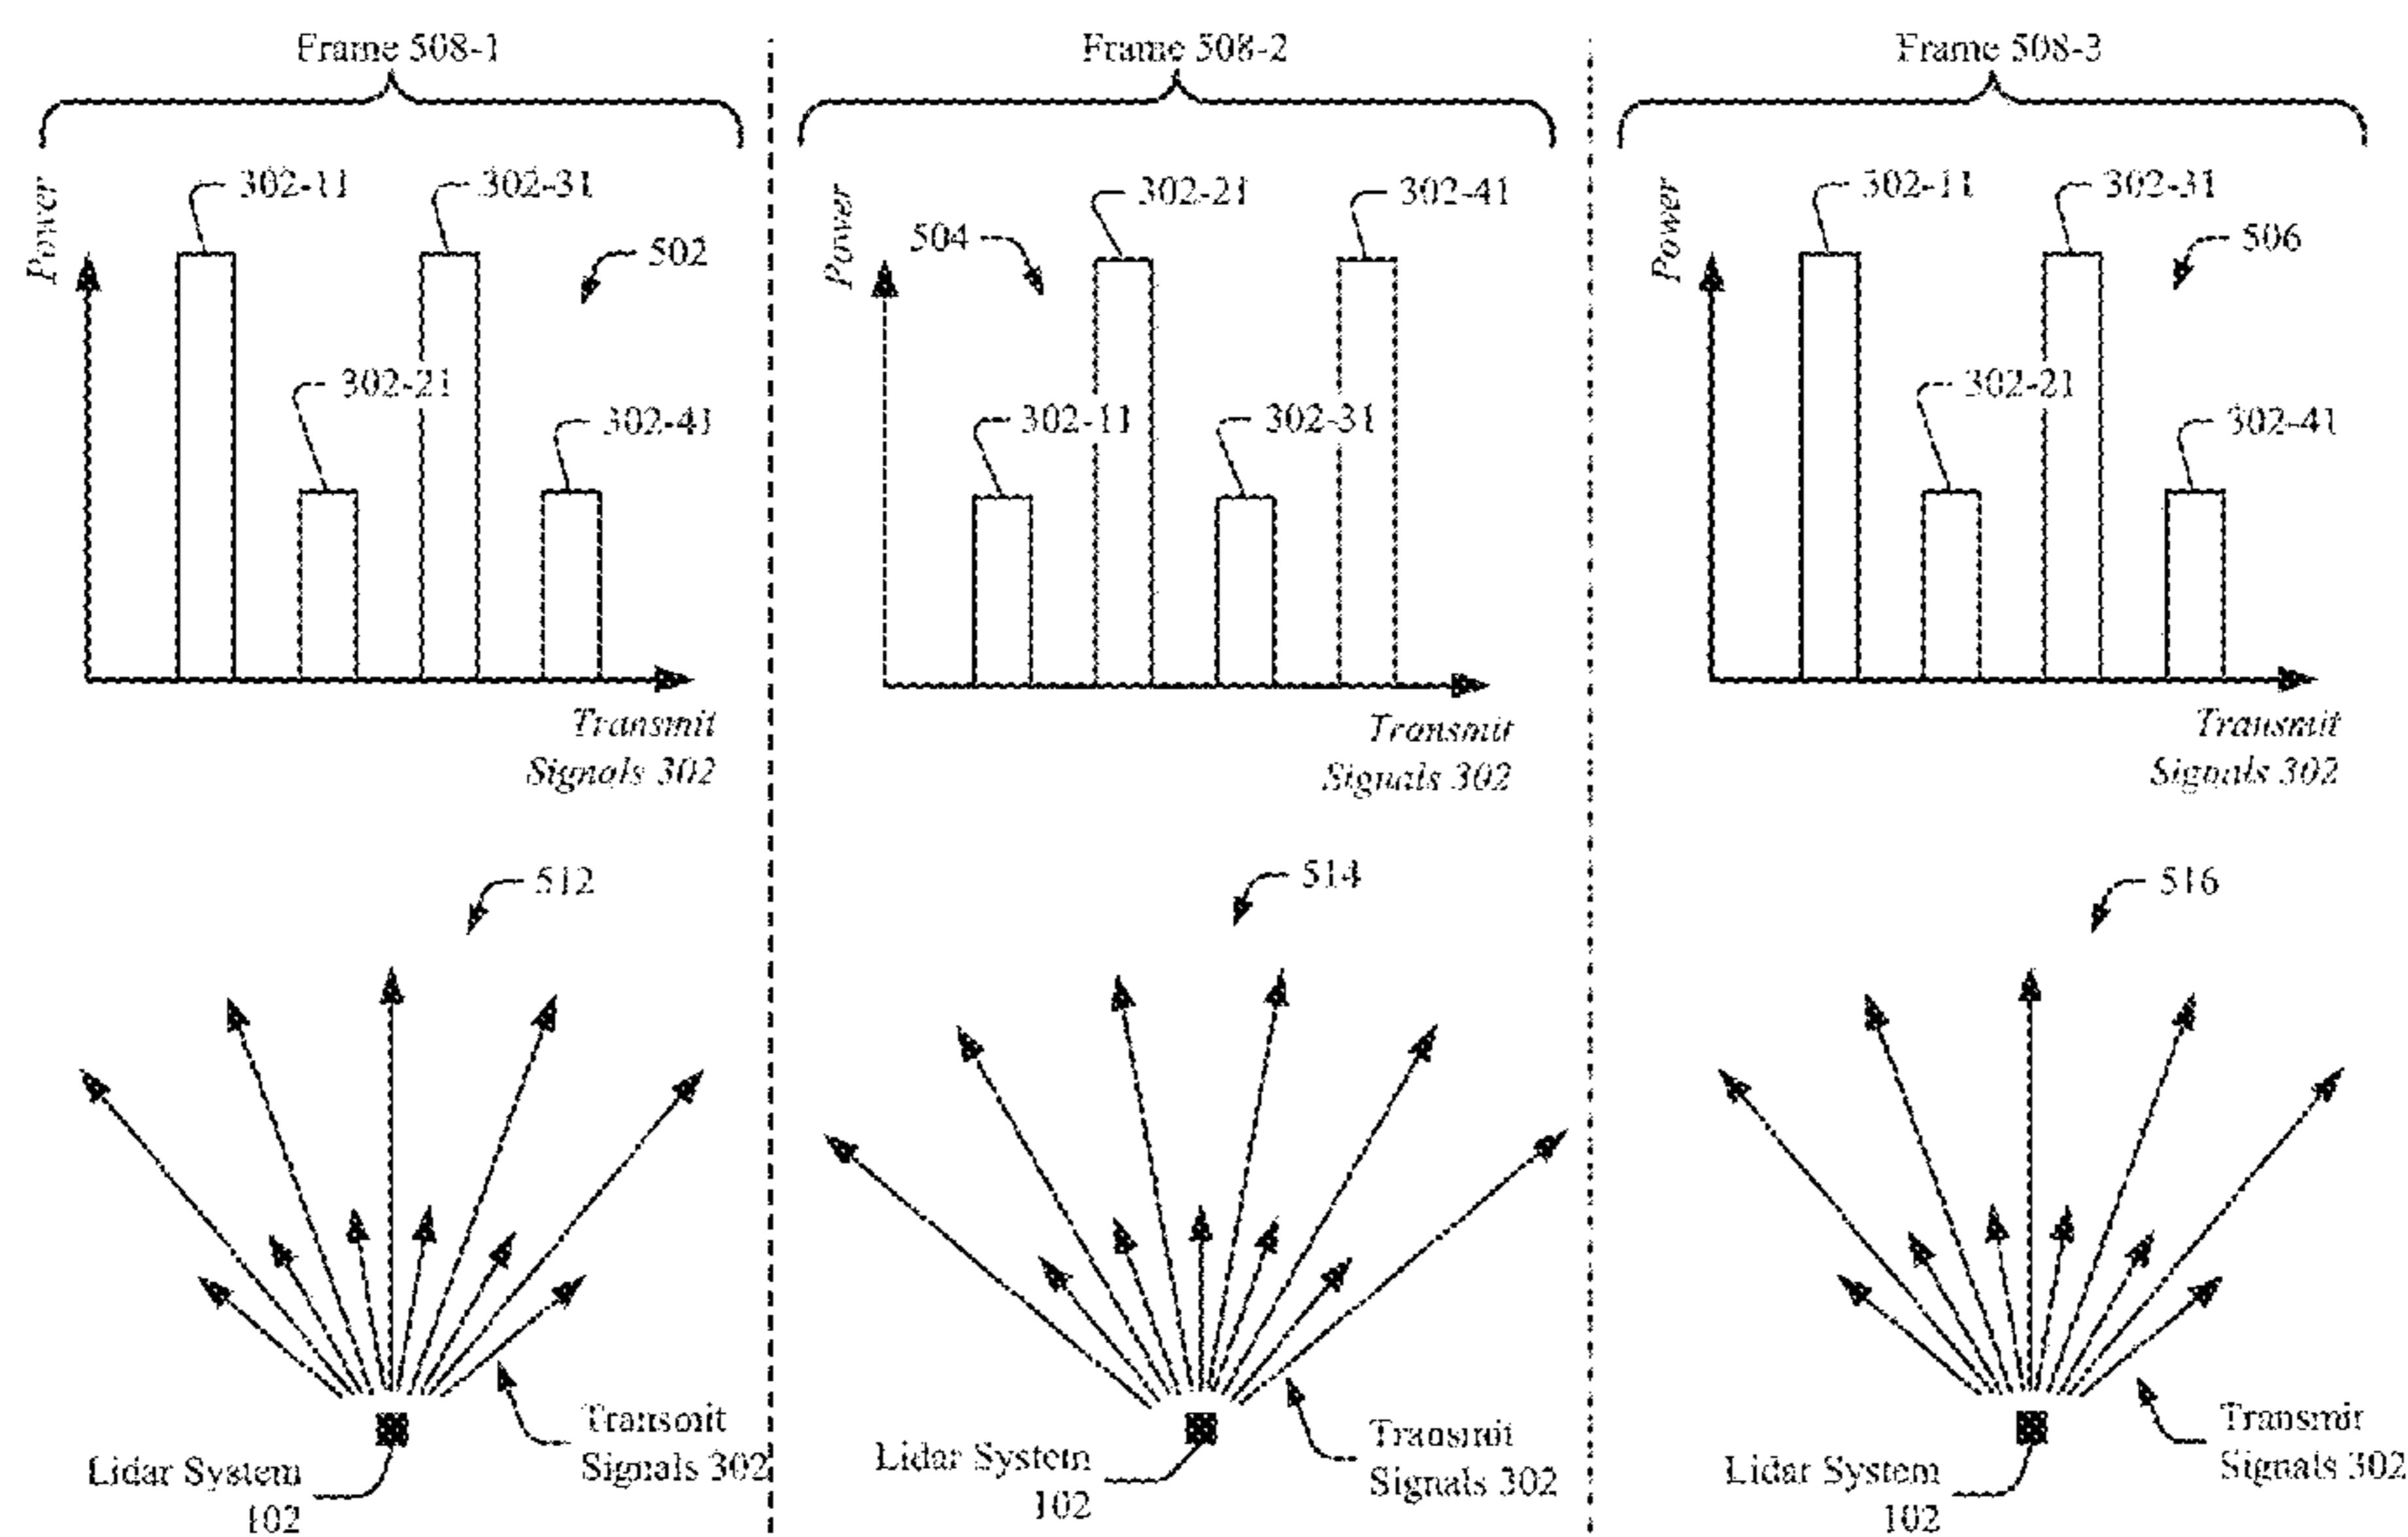 Frame 508-1
Power
302-11
302-31
502
302-21
302-41
Transmit
Signals 302
512
Transmit
Signals 302
Lidar System
102
Frame 508-2
Power
504
302-21
302-41
302-11
302-31
Transmit
Signals 302
514
Transmit
Signals 302
Lidar System
102
Frame 508-3
Power
302-11
302-31
506
302-21
302-41
Transmit
Signals 302
516
Transmit
Signals 302
Lidar System
102